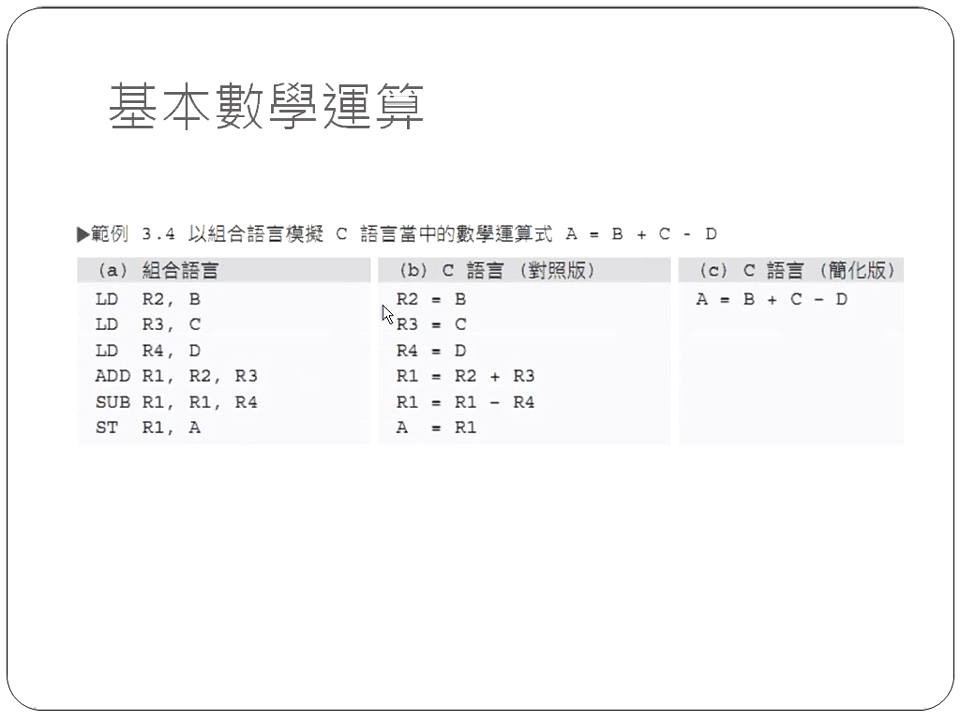 基本數學運算
▶範例 3.4 以組合語言模擬 C 語言當中的數學運算式 A = B + C - D
(a) 組合語言
LD R2, B
LD R3, C
LD R4, D
ADD R1, R2, R3
SUB R1, R1, R4
ST R1, A
(b) C 語言 (對照版)
R2 = B
R3 = C
R4 = D
R1 = R2 + R3
R1 = R1 - R4
A = R1
(c) C 語言 (簡化版)
A = B + C - D